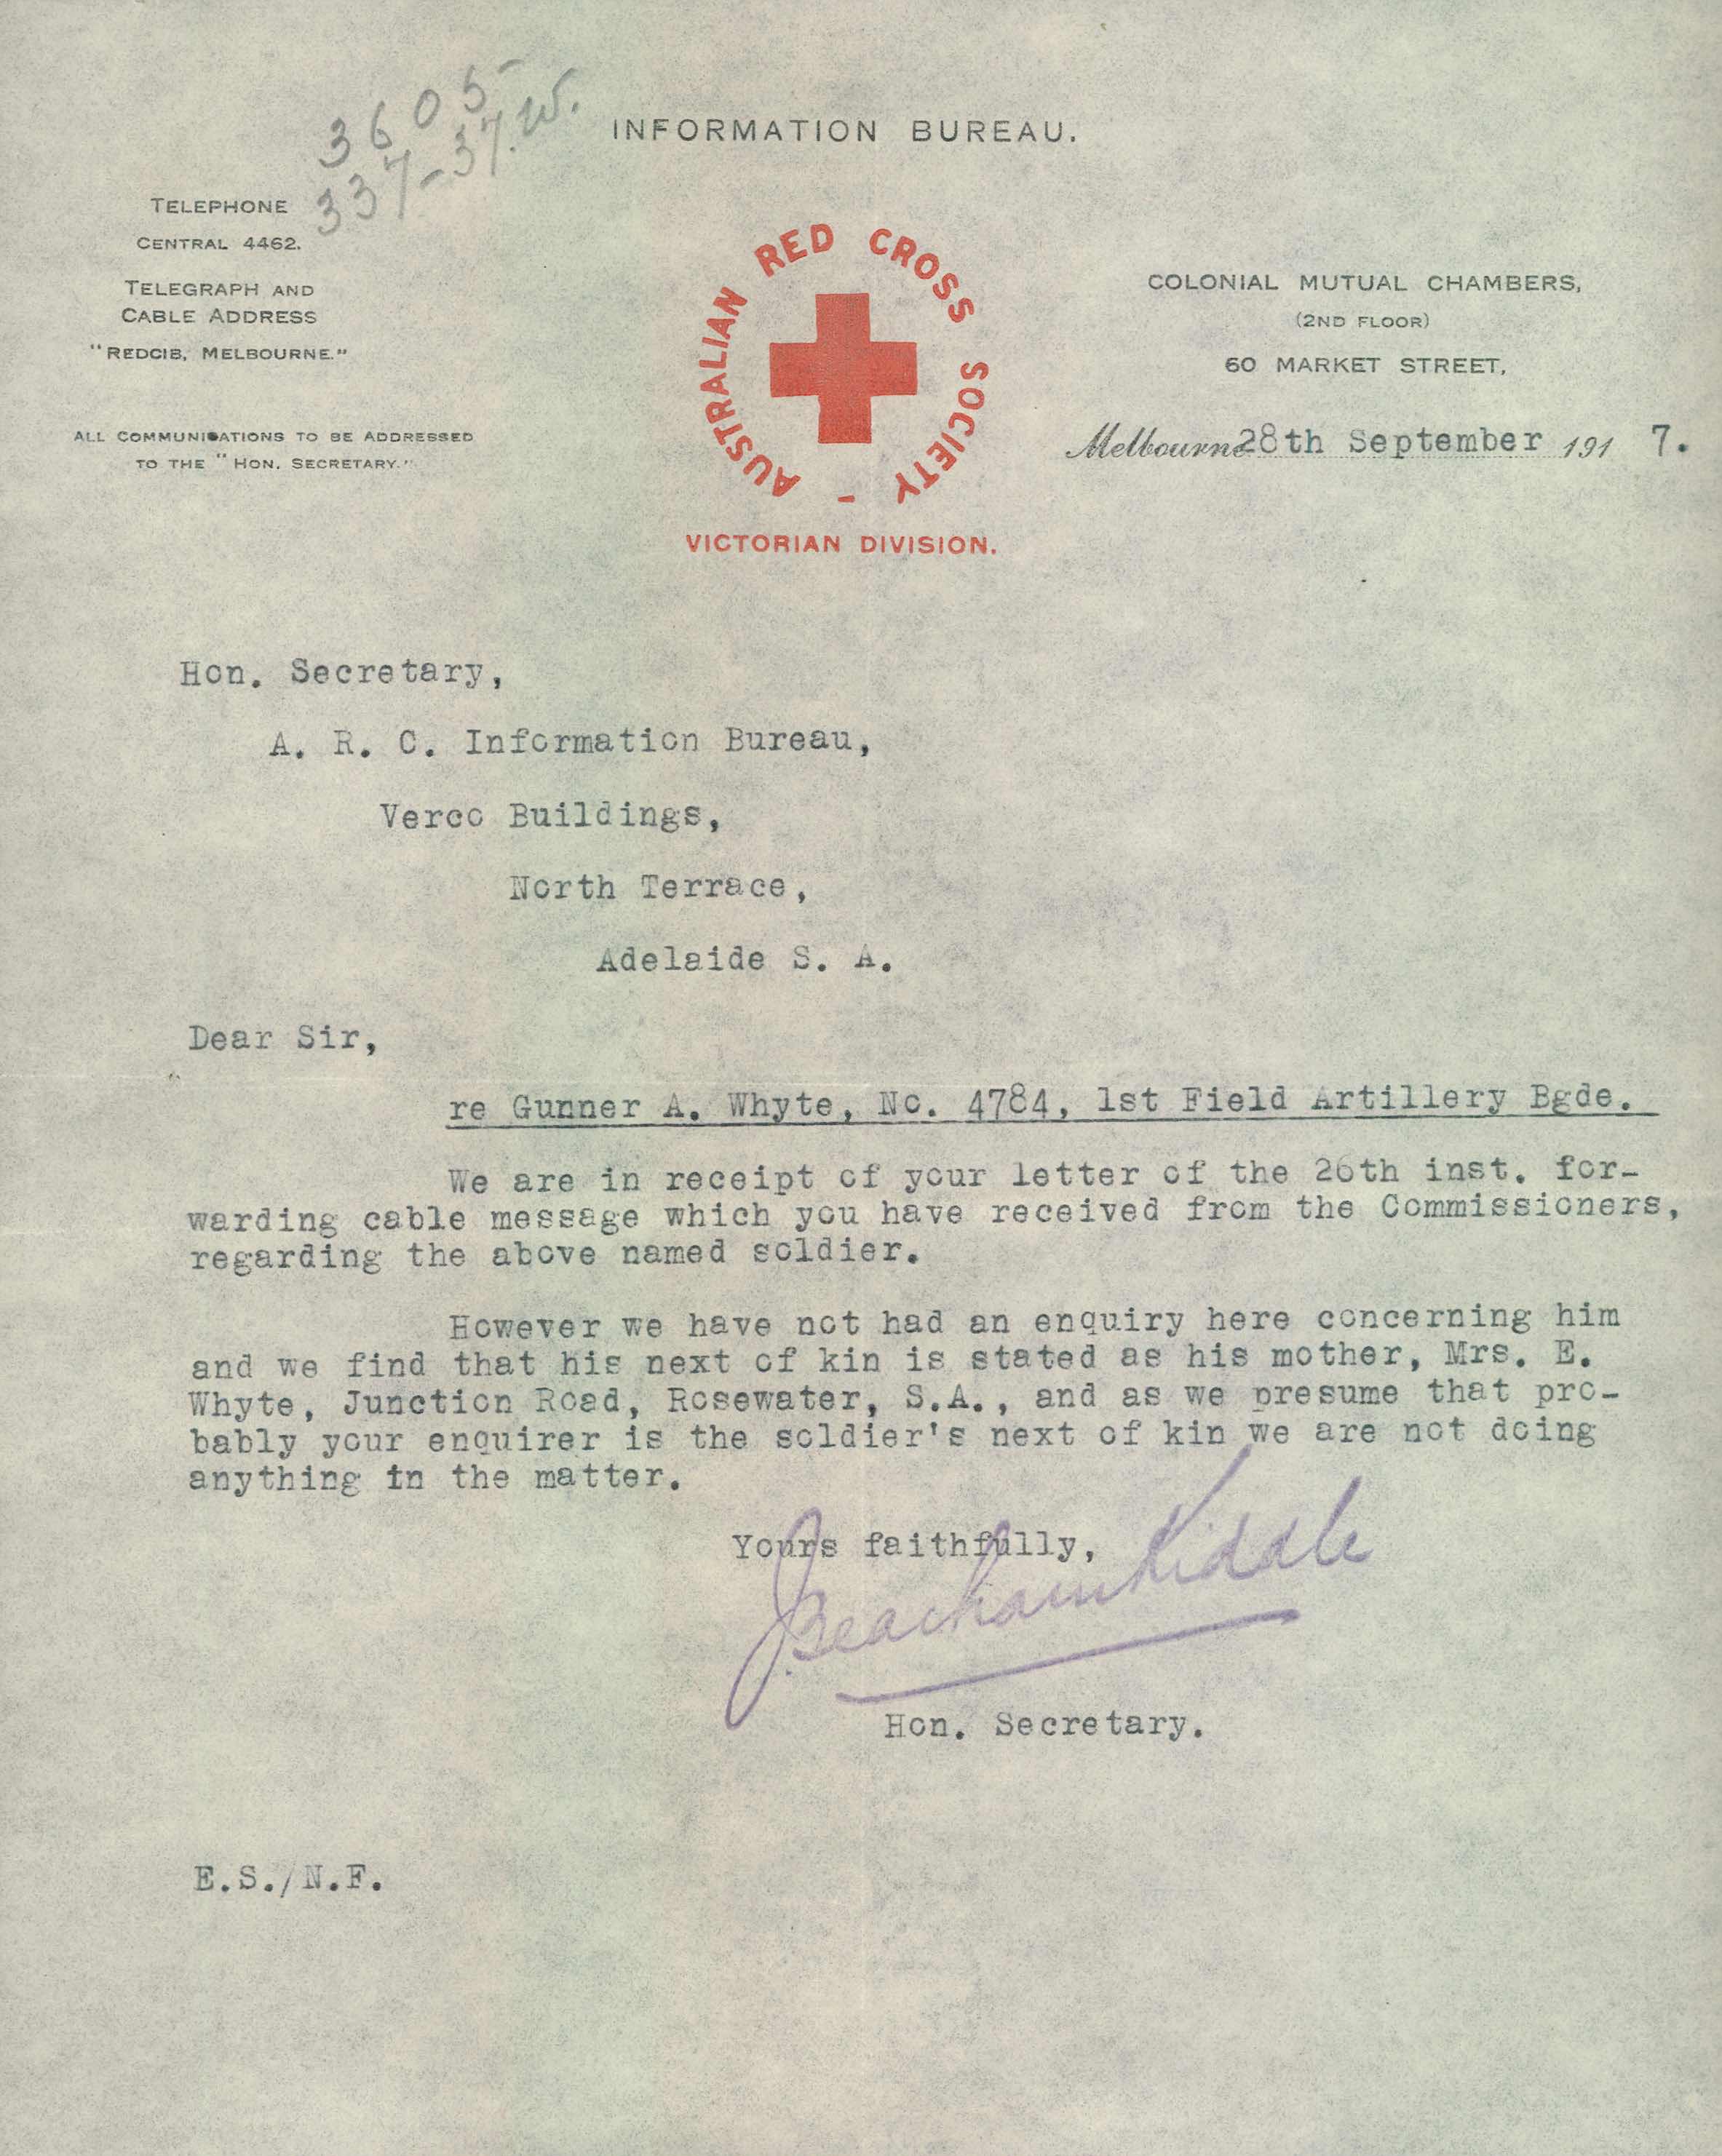 3605
337-37.W.
INFORMATION BUREAU.
TELEPHONE
CENTRAL 4462.
TELEGRAPH AND
CABLE ADDRESS
"REDCIB, MELBOURNE."
ALL COMMUNICATIONS TO BE ADDRESSED
TO THE "HON. SECRETARY."
AUSTRALIAN RED CROSS SOCIETY -
VICTORIAN DIVISION.
COLONIAL MUTUAL CHAMBERS,
(2ND FLOOR)
60 MARKET STREET,
Melbourne 28th September 191 7.
Hon. Secretary,
A. R. C. Information Bureau,
Verco Buildings,
North Terrace,
Adelaide S. A.
Dear Sir,
re Gunner A. Whyte, No. 4784, 1st Field Artillery Bgde.
We are in receipt of your letter of the 26th inst. for-
warding cable message which you have received from the Commissioners,
regarding the above named soldier.
However we have not had an enquiry here concerning him
and we find that his next of kin is stated as his mother, Mrs. E.
Whyte, Junction Road, Rosewater, S.A., and as we presume that pro-
bably your enquirer is the soldier's next of kin we are not doing
anything in the matter.
Yours faithfully,
J. Beacham Kiddle
Hon. Secretary.
E.S./N.F.